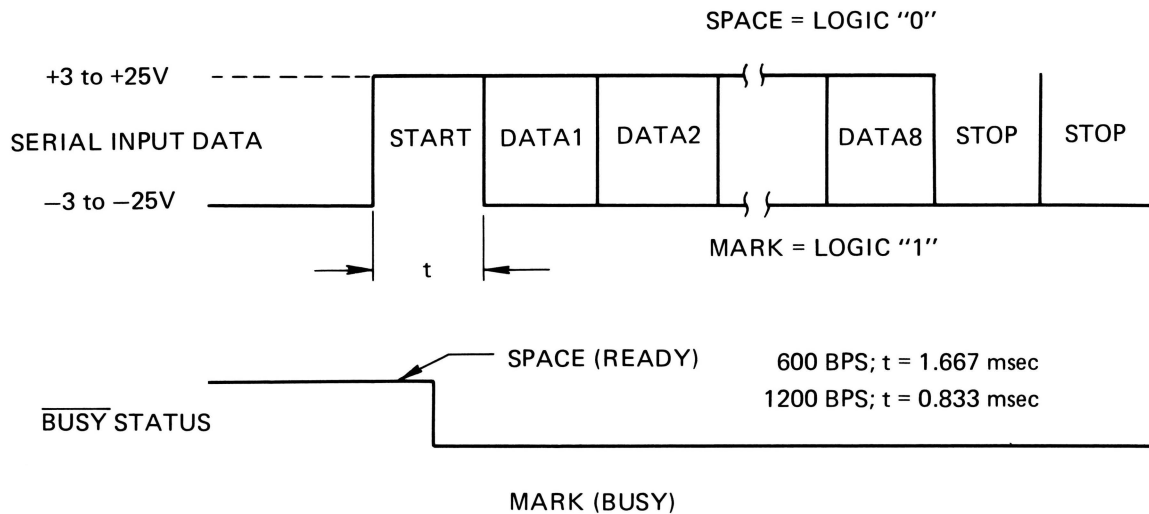 SPACE = LOGIC “0”
+3 to +25V
SERIAL INPUT DATA
START
DATA1
DATA2
DATA8
STOP
STOP
−3 to −25V
MARK = LOGIC “1”
t
SPACE (READY)
600 BPS; t = 1.667 msec
1200 BPS; t = 0.833 msec
BUSY STATUS
MARK (BUSY)